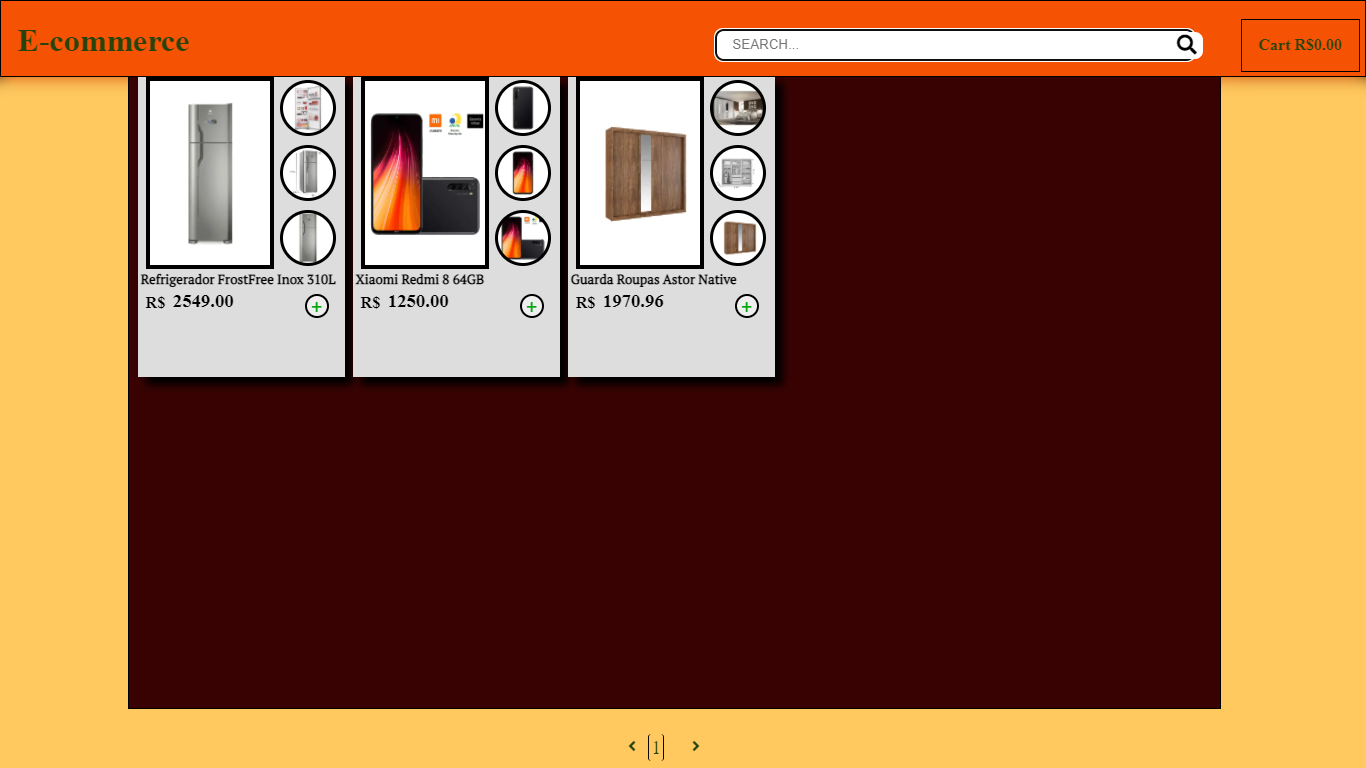 E-commerce
SEARCH...
Cart R$0.00
Refrigerador FrostFree Inox 310L
R$ 2549.00
+
Xiaomi Redmi 8 64GB
R$ 1250.00
+
Guarda Roupas Astor Native
R$ 1970.96
+
1